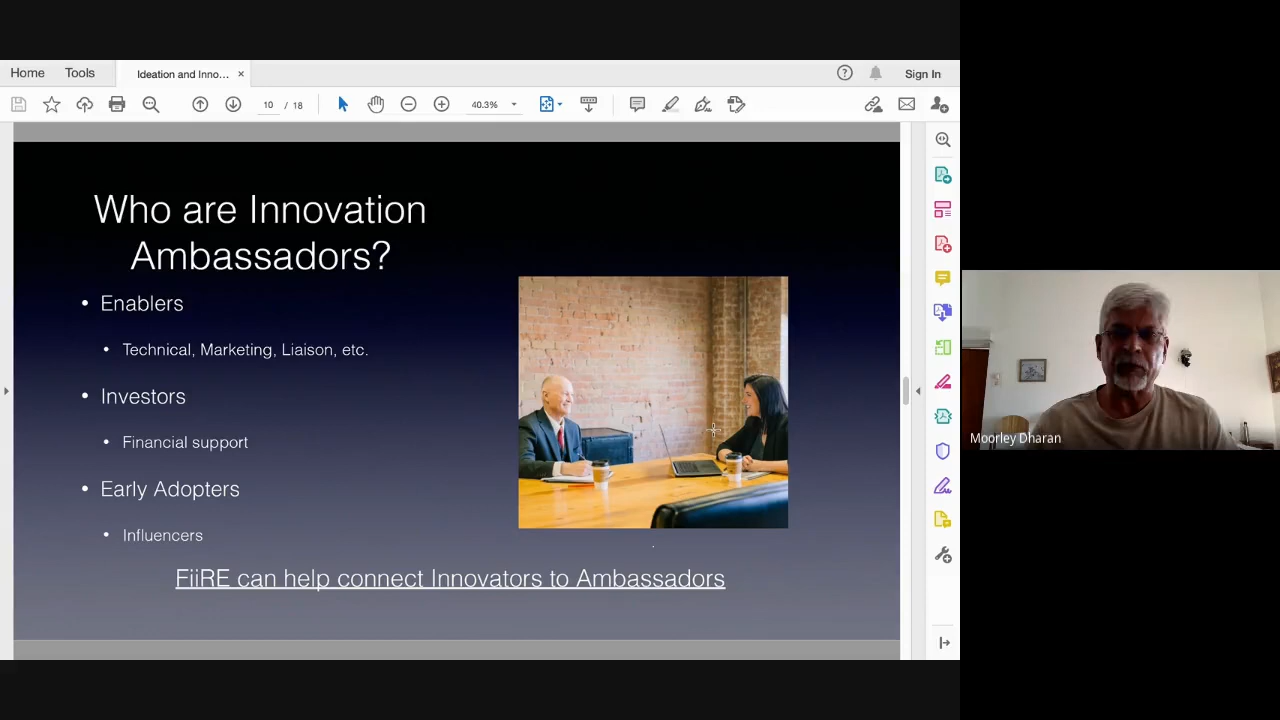 Home
Tools
Ideation and Inno...
Sign In
10 / 18
40.3%
Who are Innovation
Ambassadors?
• Enablers
• Technical, Marketing, Liaison, etc.
• Investors
• Financial support
• Early Adopters
• Influencers
FiiRE can help connect Innovators to Ambassadors
Moorley Dharan